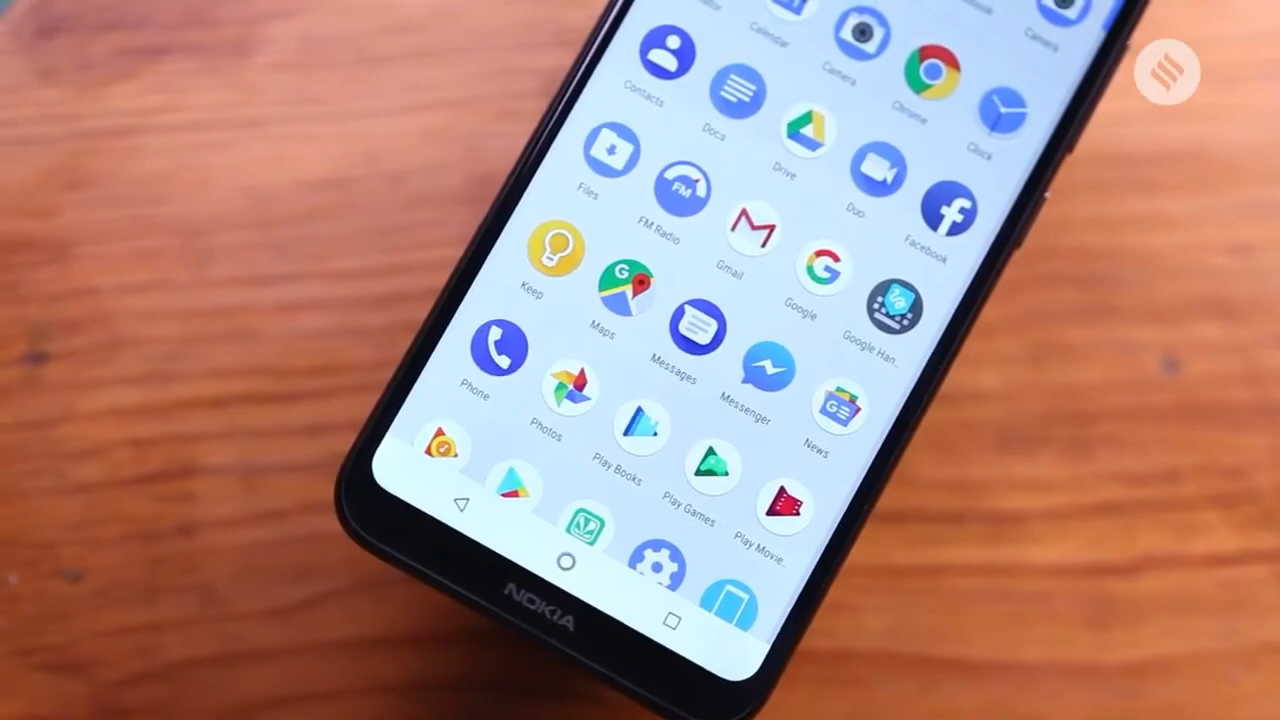 Calendar
Camera
Chrome
Clock
Camera
Contacts
Docs
Drive
Duo
Facebook
Files
FM
FM Radio
Gmail
G
Google
Google Han..
Keep
G
Maps
Messages
Messenger
GE
News
Phone
Photos
Play Books
Play Games
Play Movie..
NOKIA